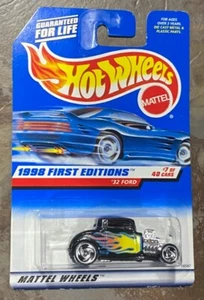 GUARANTEED
FOR LIFE
FOR AGES
OVER 3 YEARS.
DIE CAST METAL &
PLASTIC PARTS.
Hot Wheels
MATTEL
1998 FIRST EDITIONS
'32 FORD
#7 OF
40 CARS
MATTEL WHEELS